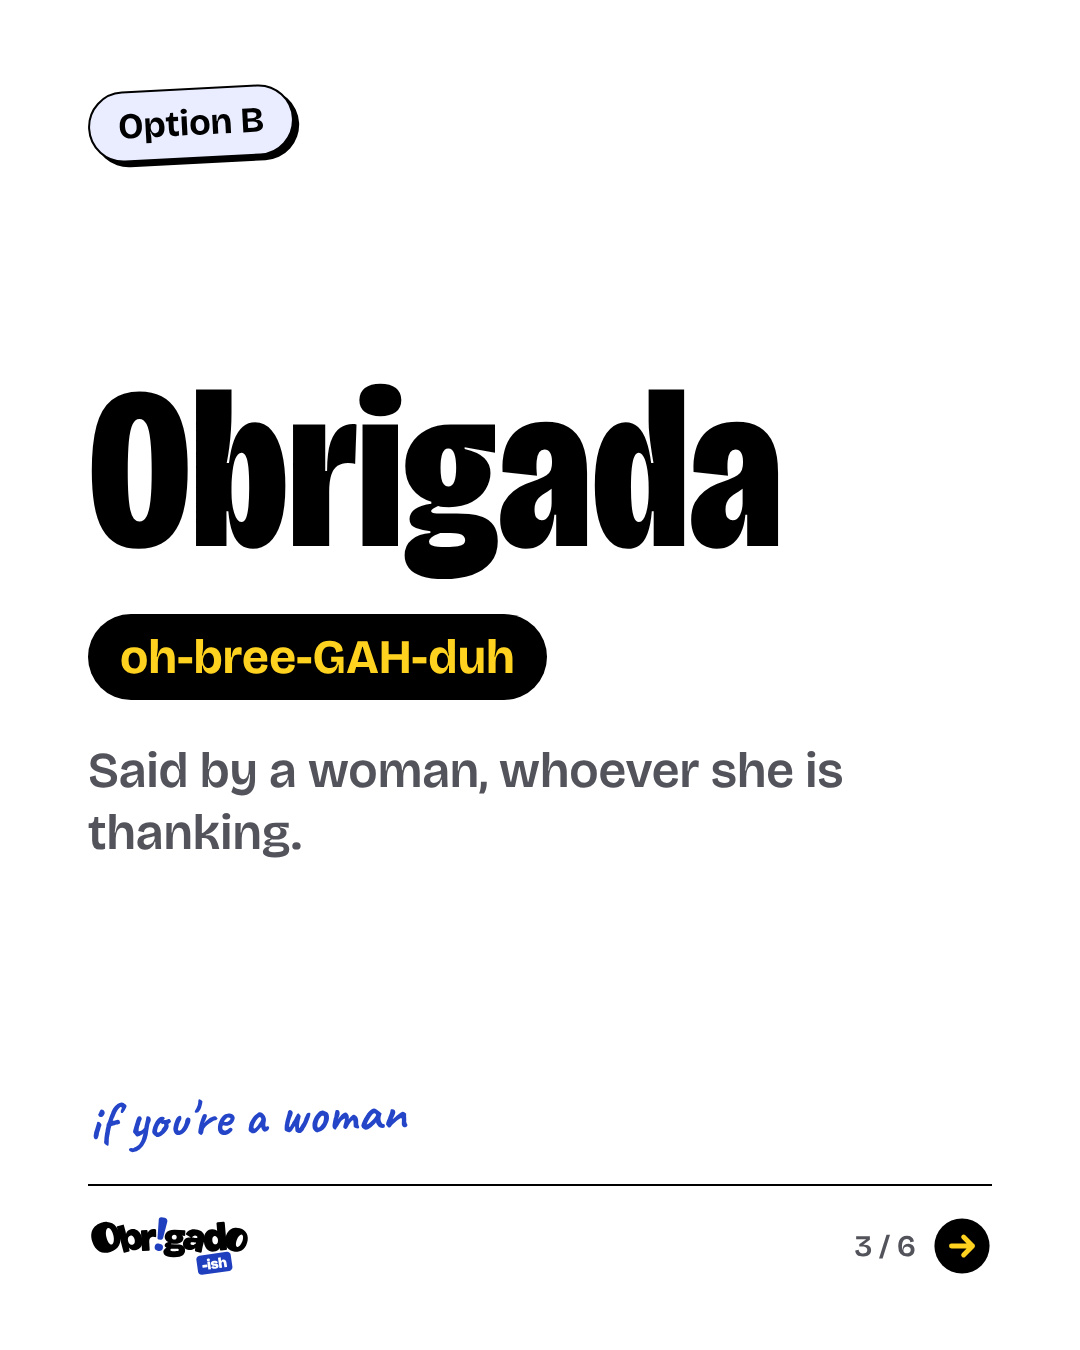 Option B
Obrigada
oh-bree-GAH-duh
Said by a woman, whoever she is
thanking.
if you're a woman
Obr!gado
-ish
3 / 6